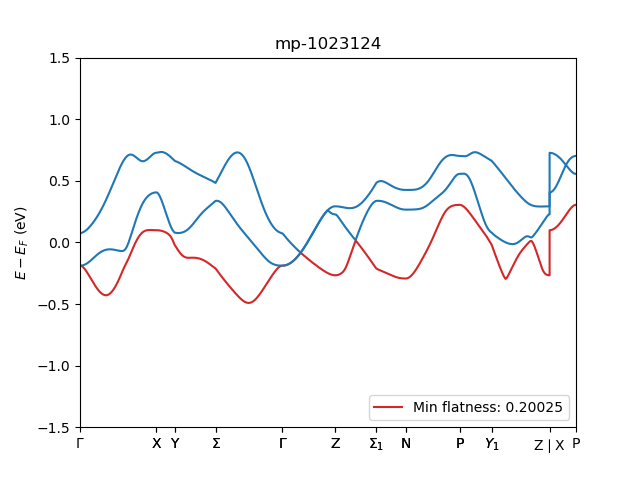 mp-1023124
E − E_F (eV)
1.5
1.0
0.5
0.0
−0.5
−1.0
−1.5
Min flatness: 0.20025
Γ X Y Σ Γ Z Σ₁ N P Y₁ Z | X P